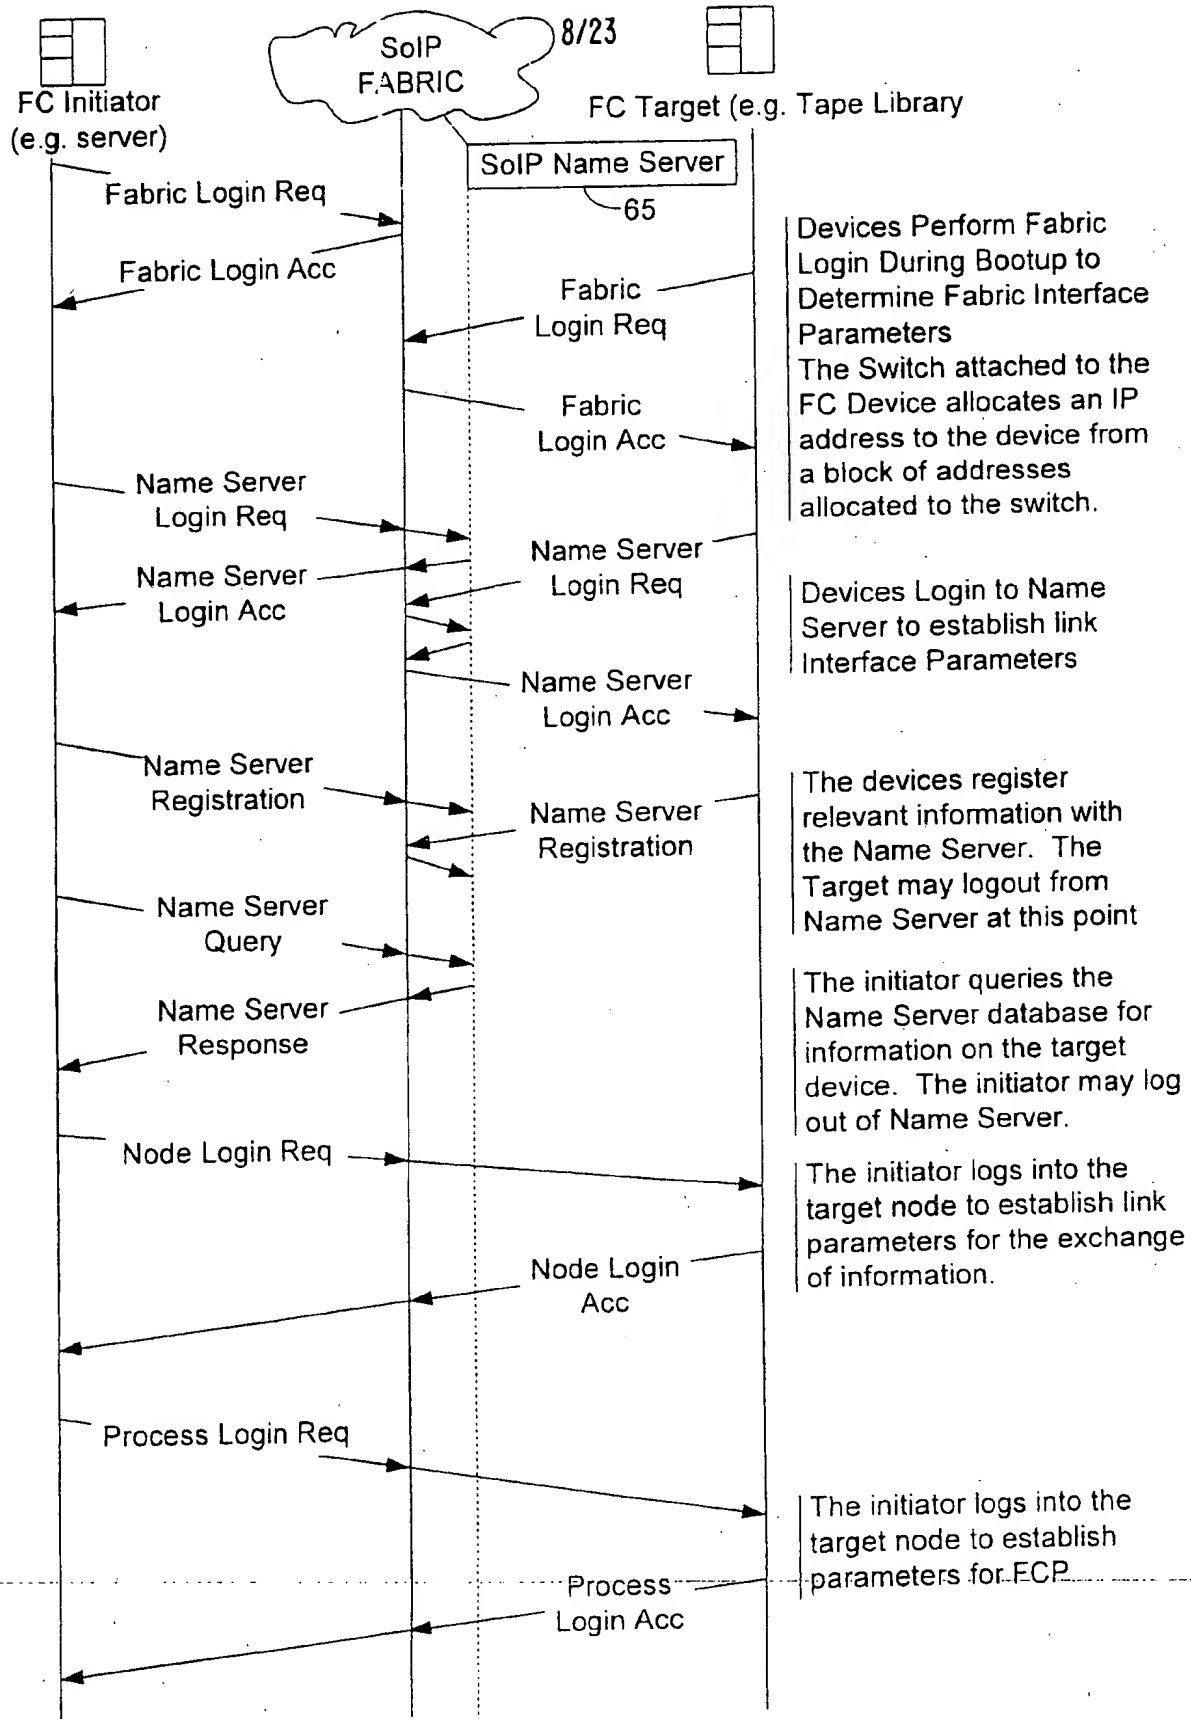 8/23
SoIP
FABRIC
FC Initiator
(e.g. server)
FC Target (e.g. Tape Library
SoIP Name Server
65
Fabric Login Req
Fabric Login Acc
Fabric
Login Req
Fabric
Login Acc
Devices Perform Fabric
Login During Bootup to
Determine Fabric Interface
Parameters
The Switch attached to the
FC Device allocates an IP
address to the device from
a block of addresses
allocated to the switch.
Name Server
Login Req
Name Server
Login Acc
Name Server
Login Req
Name Server
Login Acc
Devices Login to Name
Server to establish link
Interface Parameters
Name Server
Registration
Name Server
Registration
The devices register
relevant information with
the Name Server. The
Target may logout from
Name Server at this point
Name Server
Query
Name Server
Response
The initiator queries the
Name Server database for
information on the target
device. The initiator may log
out of Name Server.
Node Login Req
The initiator logs into the
target node to establish link
parameters for the exchange
of information.
Node Login
Acc
Process Login Req
The initiator logs into the
target node to establish
parameters for FCP
Process
Login Acc